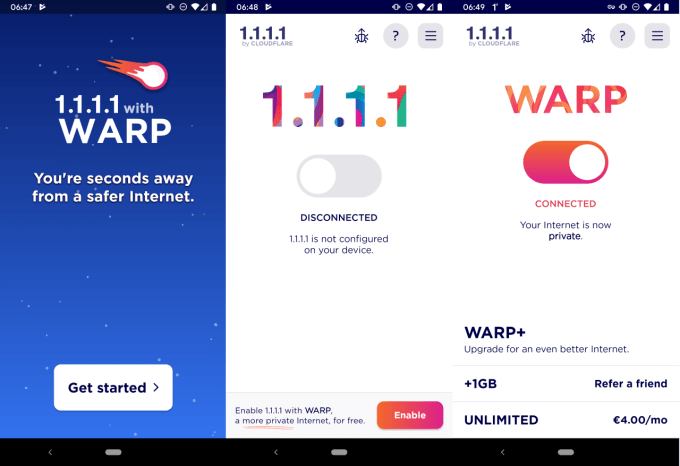 06:47
1.1.1.1 with
WARP
You're seconds away
from a safer Internet.
Get started >
06:48
1.1.1.1
by CLOUDFLARE
?
1.1.1.1
DISCONNECTED
1.1.1.1 is not configured
on your device.
Enable 1.1.1.1 with WARP,
a more private Internet, for free.
Enable
06:49
1.1.1.1
by CLOUDFLARE
?
WARP
CONNECTED
Your Internet is now
private.
WARP+
Upgrade for an even better Internet.
+1GB
Refer a friend
UNLIMITED
€4.00/mo